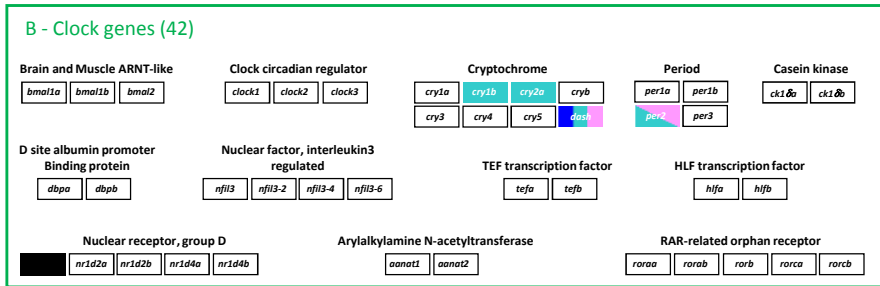 B - Clock genes (42)
Brain and Muscle ARNT-like
bmal1a bmal1b bmal2
Clock circadian regulator
clock1 clock2 clock3
Cryptochrome
cry1a cry1b cry2a cryb
cry3 cry4 cry5 dash
Period
per1a per1b
per2 per3
Casein kinase
ck1δa ck1δb
D site albumin promoter
Binding protein
dbpa dbpb
Nuclear factor, interleukin3
regulated
nfil3 nfil3-2 nfil3-4 nfil3-6
TEF transcription factor
tefa tefb
HLF transcription factor
hlfa hlfb
Nuclear receptor, group D
nr1d2a nr1d2b nr1d4a nr1d4b
Arylalkylamine N-acetyltransferase
aanat1 aanat2
RAR-related orphan receptor
roraa rorab rorb rorca rorcb